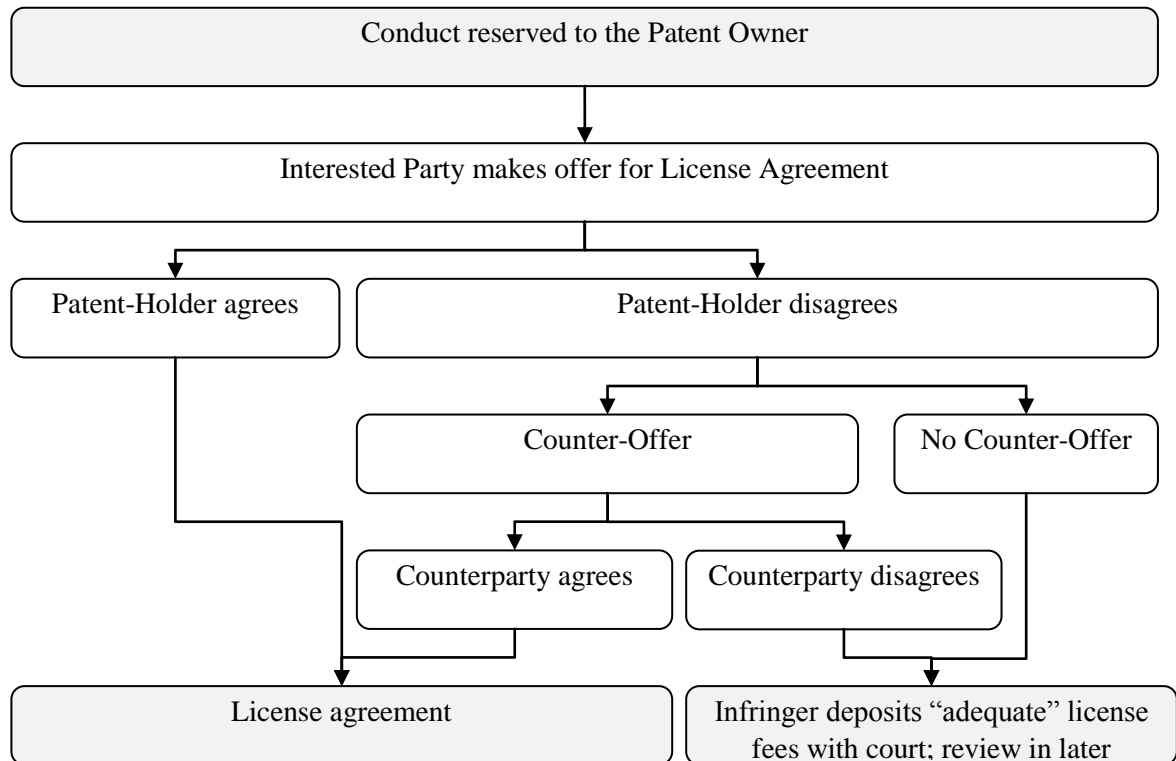 Conduct reserved to the Patent Owner
Interested Party makes offer for License Agreement
Patent-Holder agrees
Patent-Holder disagrees
Counter-Offer
No Counter-Offer
Counterparty agrees
Counterparty disagrees
License agreement
Infringer deposits “adequate” license
fees with court; review in later